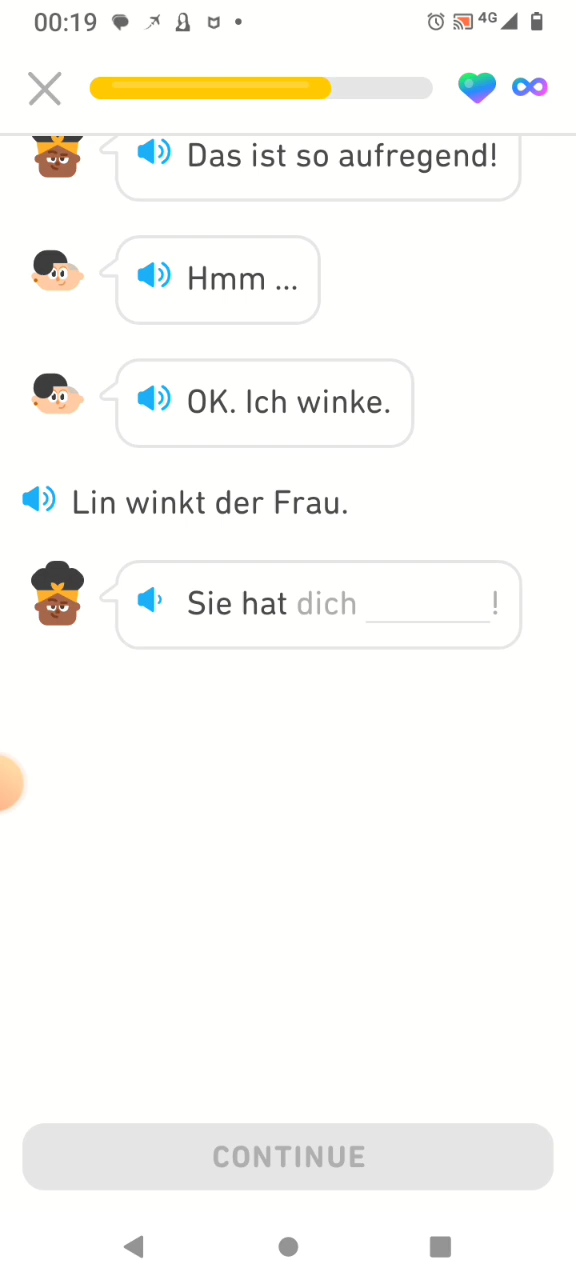 00:19
4G
Das ist so aufregend!
Hmm ...
OK. Ich winke.
Lin winkt der Frau.
Sie hat dich ________!
CONTINUE